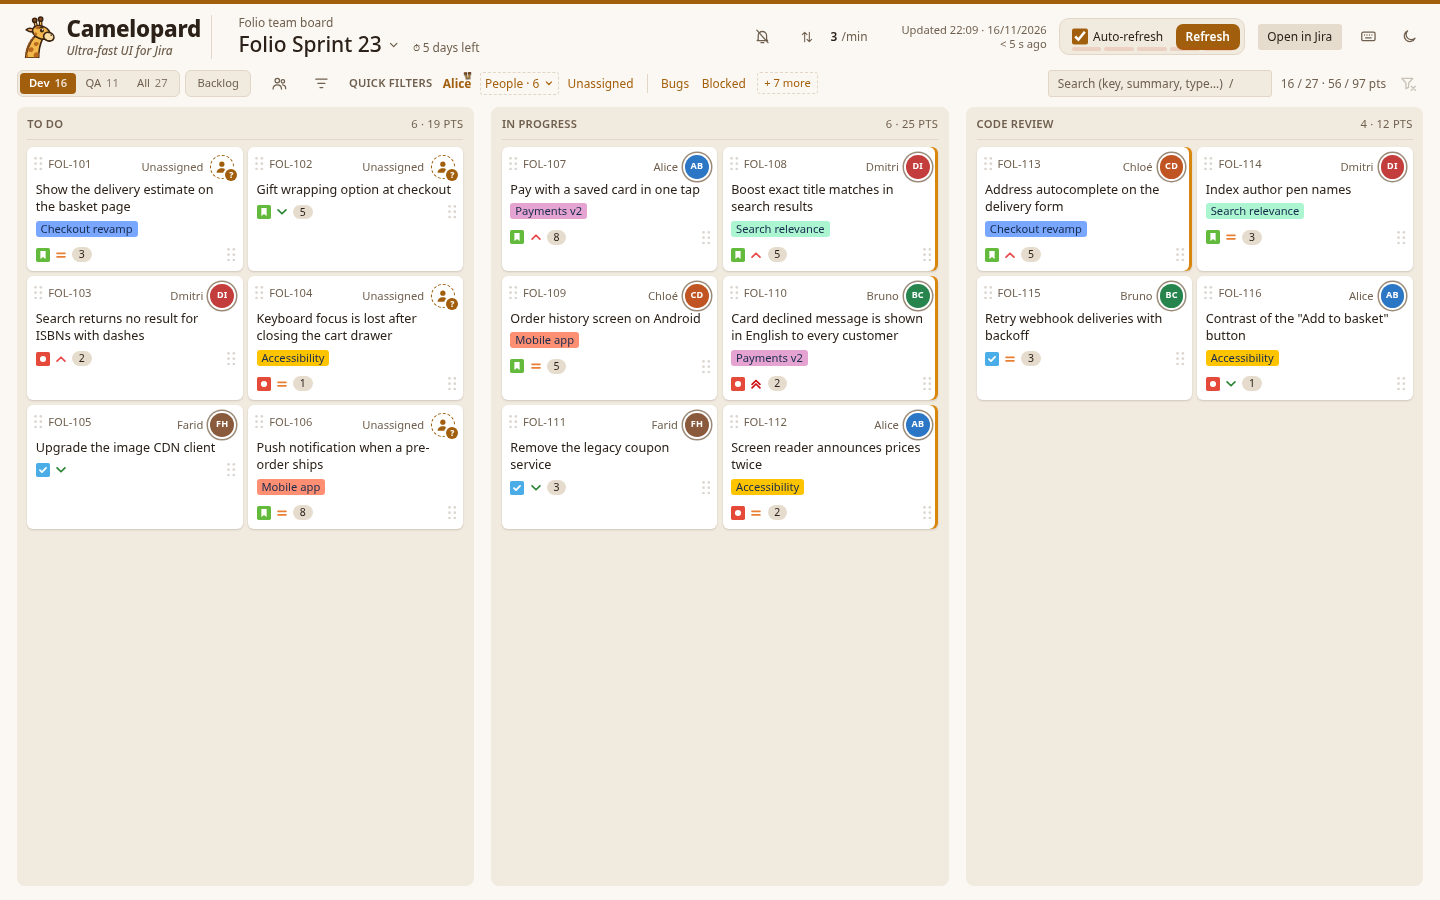 Camelopard
Ultra-fast UI for Jira
Folio team board
Folio Sprint 23
5 days left
3 /min
Updated 22:09 · 16/11/2026
< 5 s ago
Auto-refresh
Refresh
Open in Jira
Dev 16
QA 11
All 27
Backlog
QUICK FILTERS
Alice
People · 6
Unassigned
Bugs
Blocked
+ 7 more
Search (key, summary, type...) /
16 / 27 · 56 / 97 pts
TO DO
6 · 19 PTS
FOL-101
Unassigned
?
Show the delivery estimate on
the basket page
Checkout revamp
3
FOL-102
Unassigned
?
Gift wrapping option at checkout
5
FOL-103
Dmitri
DI
Search returns no result for
ISBNs with dashes
2
FOL-104
Unassigned
?
Keyboard focus is lost after
closing the cart drawer
Accessibility
1
FOL-105
Farid
FH
Upgrade the image CDN client
FOL-106
Unassigned
?
Push notification when a pre-
order ships
Mobile app
8
IN PROGRESS
6 · 25 PTS
FOL-107
Alice
AB
Pay with a saved card in one tap
Payments v2
8
FOL-108
Dmitri
DI
Boost exact title matches in
search results
Search relevance
5
FOL-109
Chloé
CD
Order history screen on Android
Mobile app
5
FOL-110
Bruno
BC
Card declined message is shown
in English to every customer
Payments v2
2
FOL-111
Farid
FH
Remove the legacy coupon
service
3
FOL-112
Alice
AB
Screen reader announces prices
twice
Accessibility
2
CODE REVIEW
4 · 12 PTS
FOL-113
Chloé
CD
Address autocomplete on the
delivery form
Checkout revamp
5
FOL-114
Dmitri
DI
Index author pen names
Search relevance
3
FOL-115
Bruno
BC
Retry webhook deliveries with
backoff
3
FOL-116
Alice
AB
Contrast of the "Add to basket"
button
Accessibility
1